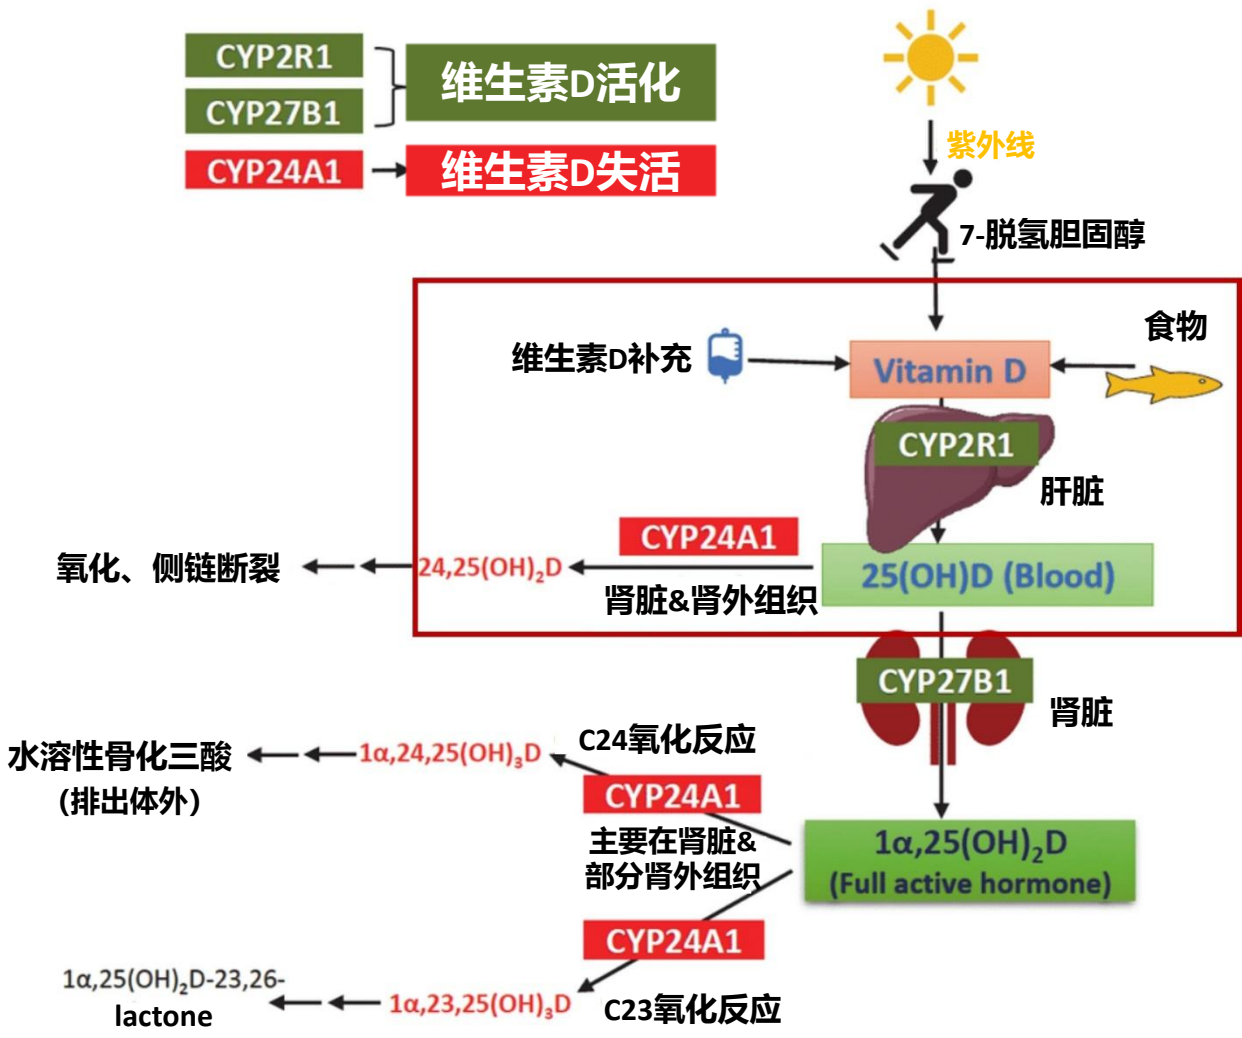 CYP2R1
CYP27B1
维生素D活化
CYP24A1
维生素D失活
紫外线
7-脱氢胆固醇
食物
维生素D补充
Vitamin D
CYP2R1
肝脏
CYP24A1
氧化、侧链断裂
24,25(OH)₂D
25(OH)D (Blood)
肾脏&肾外组织
CYP27B1
肾脏
C24氧化反应
水溶性骨化三酸
(排出体外)
1α,24,25(OH)₃D
CYP24A1
主要在肾脏&
部分肾外组织
1α,25(OH)₂D
(Full active hormone)
CYP24A1
1α,25(OH)₂D-23,26-
lactone
1α,23,25(OH)₃D
C23氧化反应